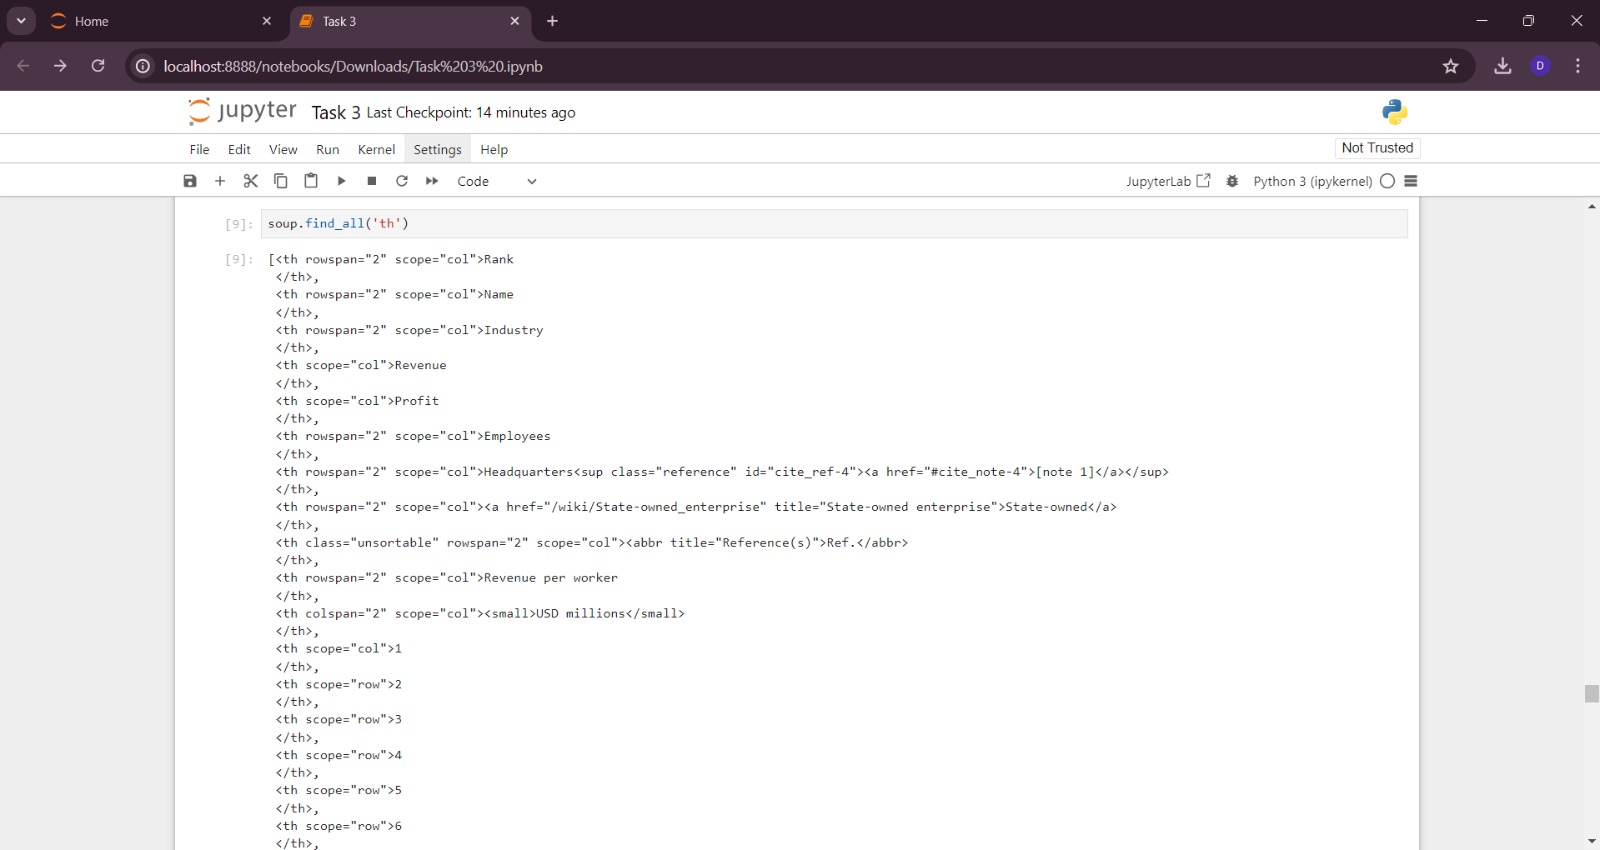 Home
Task 3
localhost:8888/notebooks/Downloads/Task%203%20.ipynb
D
jupyter Task 3 Last Checkpoint: 14 minutes ago
File Edit View Run Kernel Settings Help
Not Trusted
Code
JupyterLab
Python 3 (ipykernel)
[9]: soup.find_all('th')
[9]: [<th rowspan="2" scope="col">Rank
</th>,
<th rowspan="2" scope="col">Name
</th>,
<th rowspan="2" scope="col">Industry
</th>,
<th scope="col">Revenue
</th>,
<th scope="col">Profit
</th>,
<th rowspan="2" scope="col">Employees
</th>,
<th rowspan="2" scope="col">Headquarters<sup class="reference" id="cite_ref-4"><a href="#cite_note-4">[note 1]</a></sup>
</th>,
<th rowspan="2" scope="col"><a href="/wiki/State-owned_enterprise" title="State-owned enterprise">State-owned</a>
</th>,
<th class="unsortable" rowspan="2" scope="col"><abbr title="Reference(s)">Ref.</abbr>
</th>,
<th rowspan="2" scope="col">Revenue per worker
</th>,
<th colspan="2" scope="col"><small>USD millions</small>
</th>,
<th scope="col">1
</th>,
<th scope="row">2
</th>,
<th scope="row">3
</th>,
<th scope="row">4
</th>,
<th scope="row">5
</th>,
<th scope="row">6
</th>,